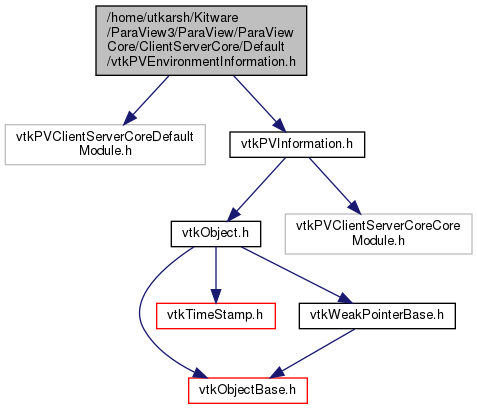 /home/utkarsh/Kitware
/ParaView3/ParaView/ParaView
Core/ClientServerCore/Default
/vtkPVEnvironmentInformation.h
vtkPVClientServerCoreDefault
Module.h
vtkPVInformation.h
vtkObject.h
vtkPVClientServerCoreCore
Module.h
vtkTimeStamp.h
vtkWeakPointerBase.h
vtkObjectBase.h